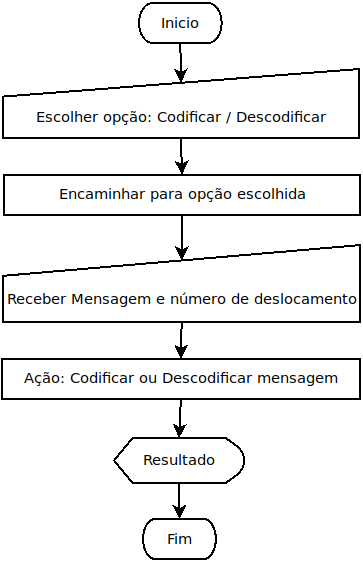 Inicio
Escolher opção: Codificar / Descodificar
Encaminhar para opção escolhida
Receber Mensagem e número de deslocamento
Ação: Codificar ou Descodificar mensagem
Resultado
Fim